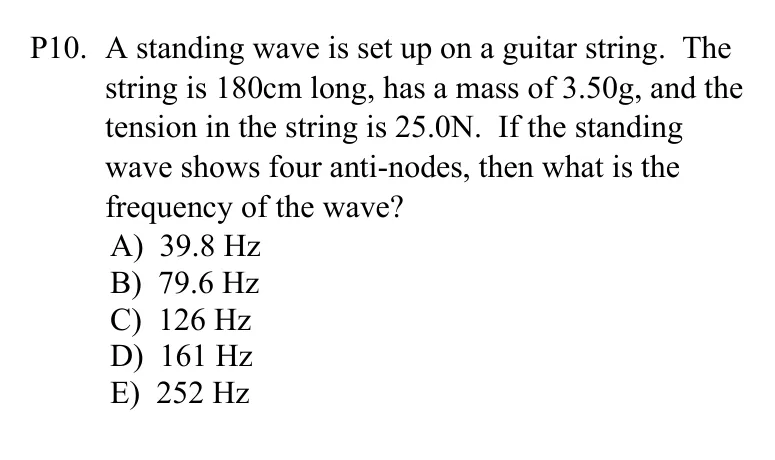 P10. A standing wave is set up on a guitar string. The
string is 180cm long, has a mass of 3.50g, and the
tension in the string is 25.0N. If the standing
wave shows four anti-nodes, then what is the
frequency of the wave?
A) 39.8 Hz
B) 79.6 Hz
C) 126 Hz
D) 161 Hz
E) 252 Hz